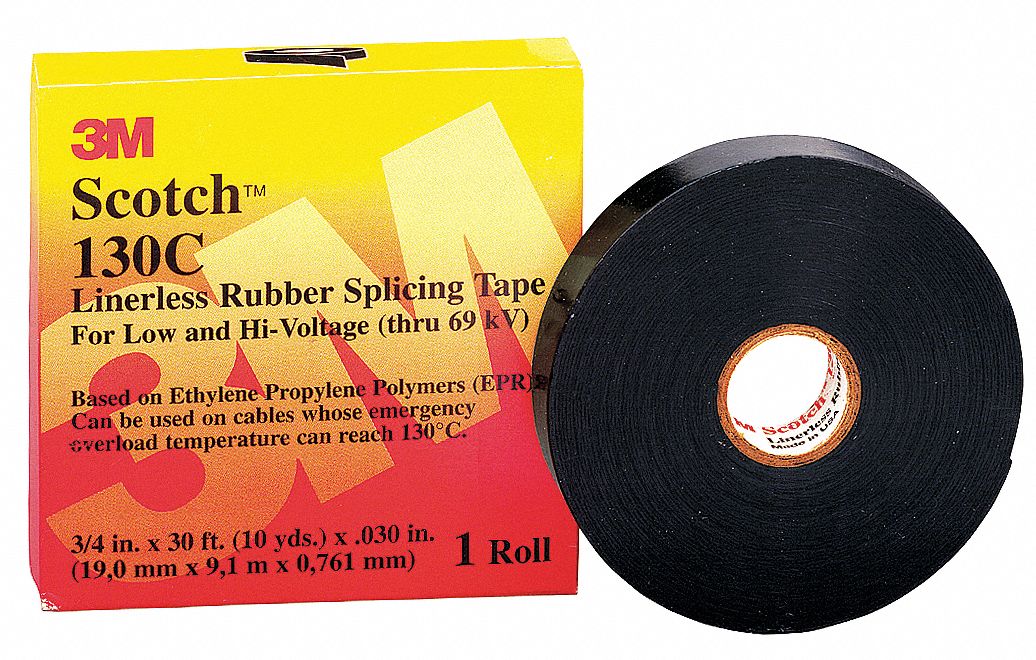 3M
Scotch™
130C
Linerless Rubber Splicing Tape
For Low and Hi-Voltage (thru 69 kV)
Based on Ethylene Propylene Polymers (EPR).
Can be used on cables whose emergency
overload temperature can reach 130°C.
3/4 in. x 30 ft. (10 yds.) x .030 in.
(19,0 mm x 9,1 m x 0,761 mm)
1 Roll
3M
M Scotch
Linerless Rub
Made in USA